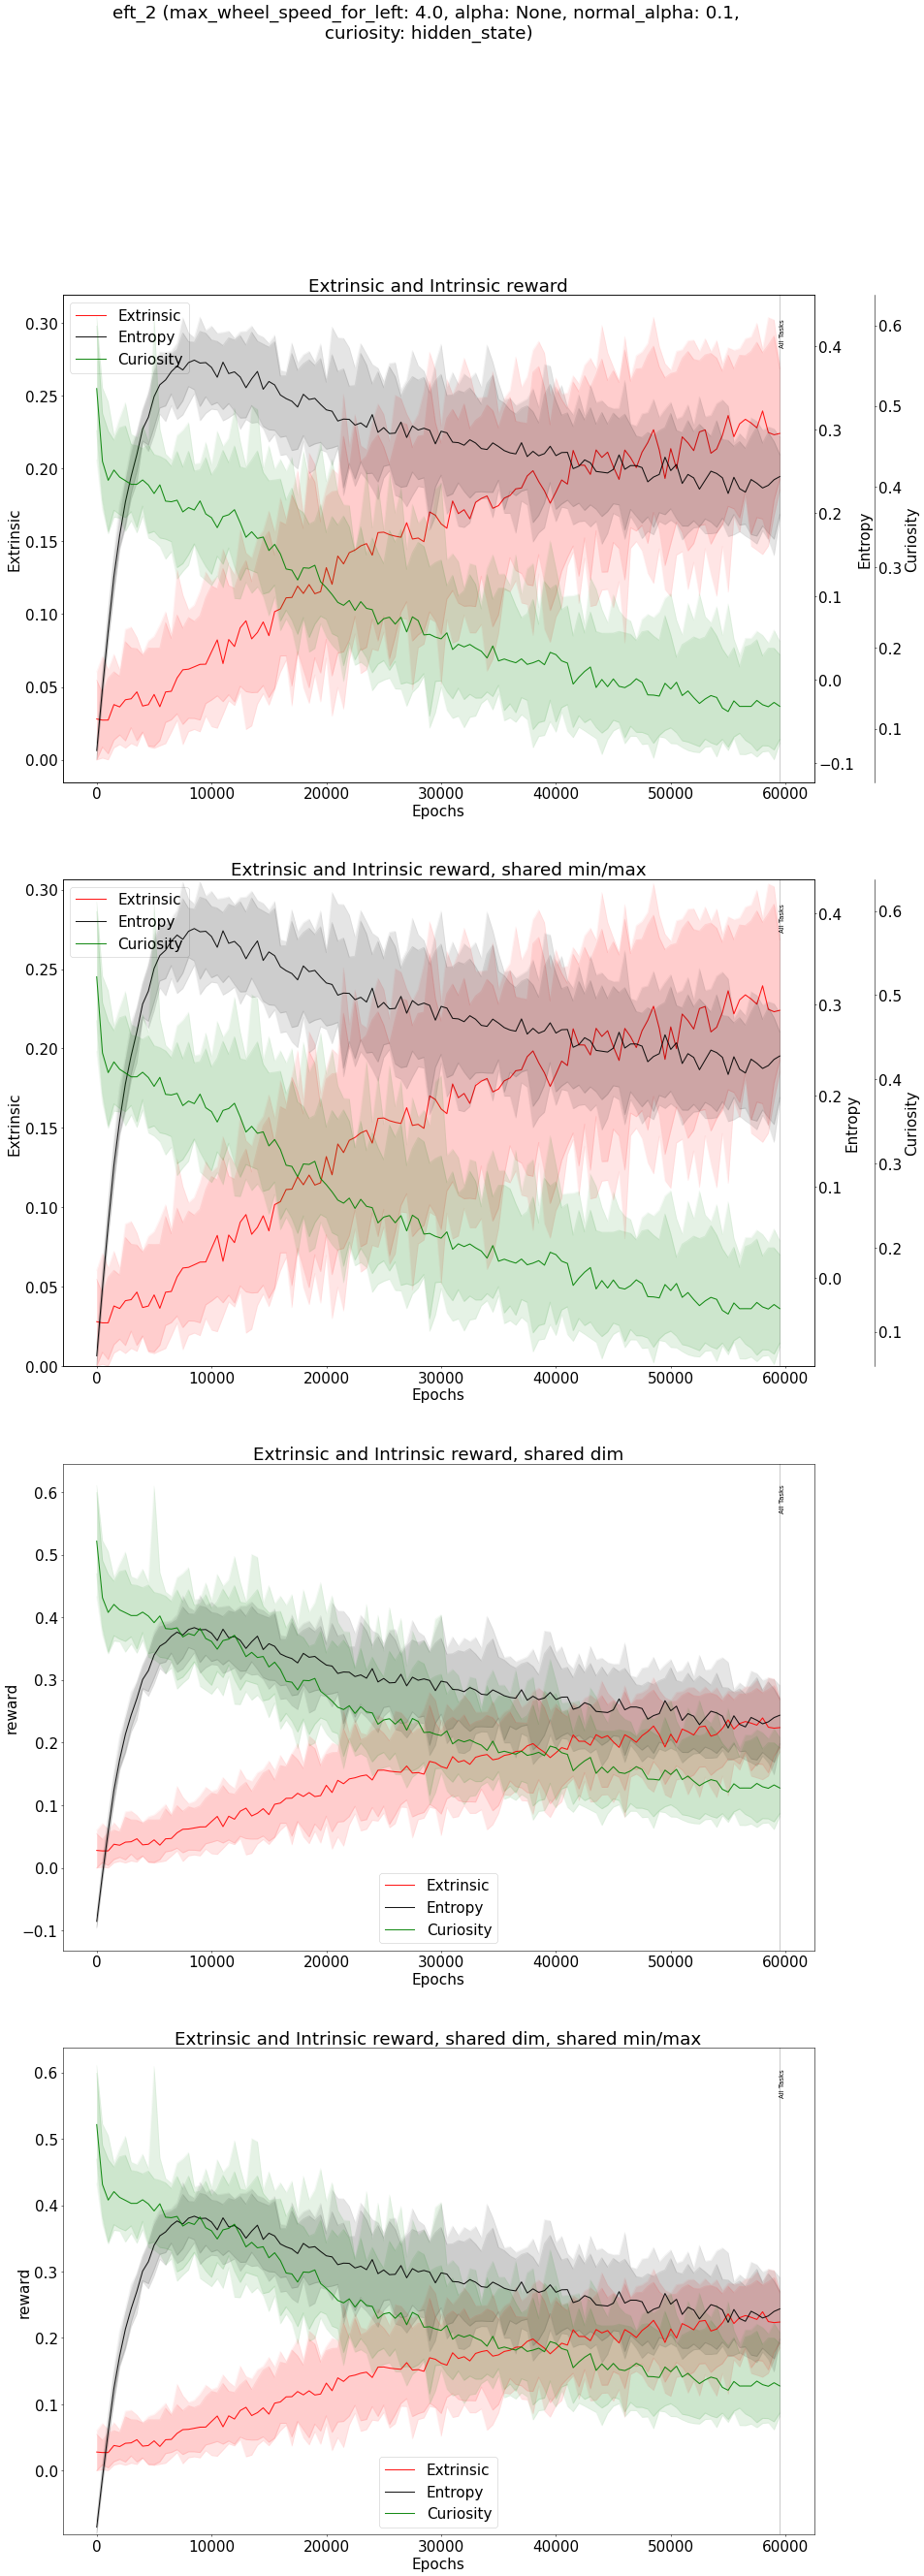 eft_2 (max_wheel_speed_for_left: 4.0, alpha: None, normal_alpha: 0.1,
curiosity: hidden_state)
Extrinsic and Intrinsic reward
Extrinsic
Entropy
Curiosity
All Tasks
0.30
0.25
0.20
0.15
0.10
0.05
0.00
Extrinsic
0.4
0.3
0.2
0.1
0.0
−0.1
Entropy
0.6
0.5
0.4
0.3
0.2
0.1
Curiosity
0 10000 20000 30000 40000 50000 60000
Epochs
Extrinsic and Intrinsic reward, shared min/max
Extrinsic
Entropy
Curiosity
All Tasks
0.30
0.25
0.20
0.15
0.10
0.05
0.00
Extrinsic
0.4
0.3
0.2
0.1
0.0
Entropy
0.6
0.5
0.4
0.3
0.2
0.1
Curiosity
0 10000 20000 30000 40000 50000 60000
Epochs
Extrinsic and Intrinsic reward, shared dim
All Tasks
0.6
0.5
0.4
0.3
0.2
0.1
0.0
−0.1
reward
Extrinsic
Entropy
Curiosity
0 10000 20000 30000 40000 50000 60000
Epochs
Extrinsic and Intrinsic reward, shared dim, shared min/max
All Tasks
0.6
0.5
0.4
0.3
0.2
0.1
0.0
reward
Extrinsic
Entropy
Curiosity
0 10000 20000 30000 40000 50000 60000
Epochs